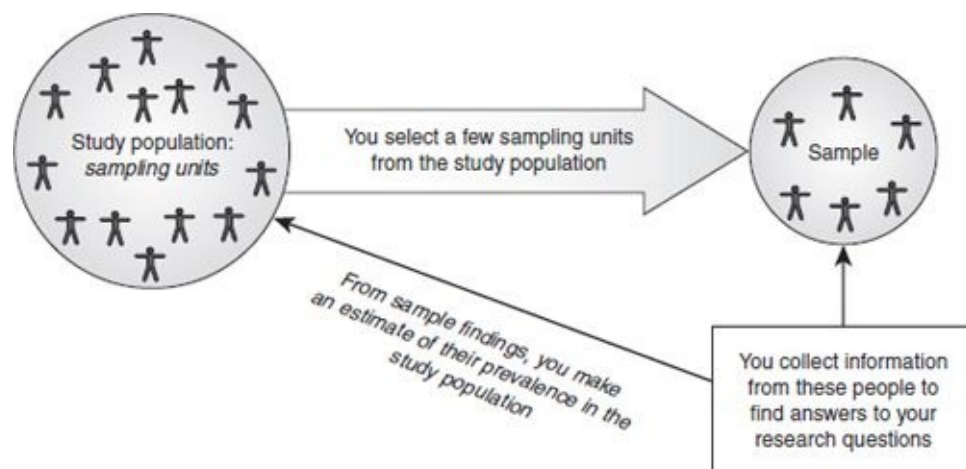 Study population:
sampling units
You select a few sampling units
from the study population
Sample
From sample findings, you make
an estimate of their prevalence in the
study population
You collect information
from these people to
find answers to your
research questions